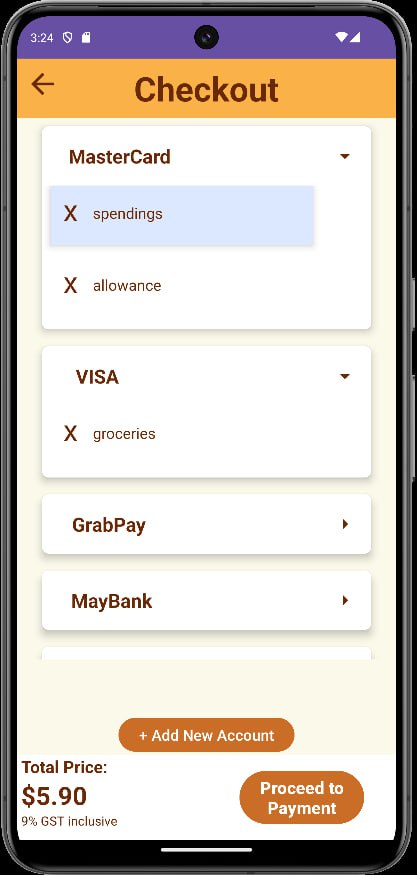 3:24
Checkout
MasterCard
X spendings
X allowance
VISA
X groceries
GrabPay
MayBank
+ Add New Account
Total Price:
$5.90
9% GST inclusive
Proceed to
Payment